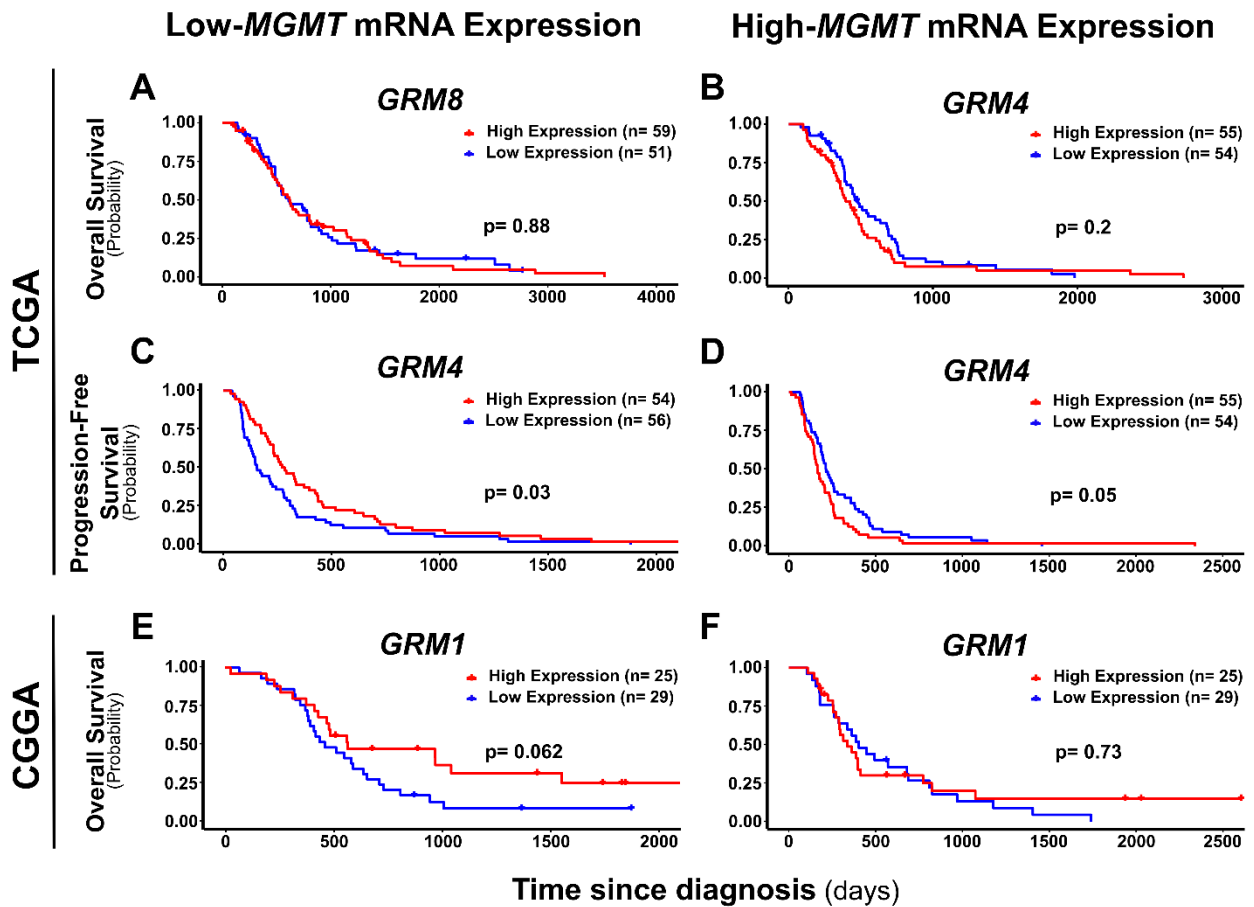 Low-MGMT mRNA Expression
High-MGMT mRNA Expression
TCGA
A
GRM8
Overall Survival
(Probability)
1.00
0.75
0.50
0.25
0.00
High Expression (n= 59)
Low Expression (n= 51)
p= 0.88
0 1000 2000 3000 4000
B
GRM4
1.00
0.75
0.50
0.25
0.00
High Expression (n= 55)
Low Expression (n= 54)
p= 0.2
0 1000 2000 3000
C
GRM4
Progression-Free
Survival
(Probability)
1.00
0.75
0.50
0.25
0.00
High Expression (n= 54)
Low Expression (n= 56)
p= 0.03
0 500 1000 1500 2000
D
GRM4
1.00
0.75
0.50
0.25
0.00
High Expression (n= 55)
Low Expression (n= 54)
p= 0.05
0 500 1000 1500 2000 2500
CGGA
E
GRM1
Overall Survival
(Probability)
1.00
0.75
0.50
0.25
0.00
High Expression (n= 25)
Low Expression (n= 29)
p= 0.062
0 500 1000 1500 2000
F
GRM1
1.00
0.75
0.50
0.25
0.00
High Expression (n= 25)
Low Expression (n= 29)
p= 0.73
0 500 1000 1500 2000 2500
Time since diagnosis (days)